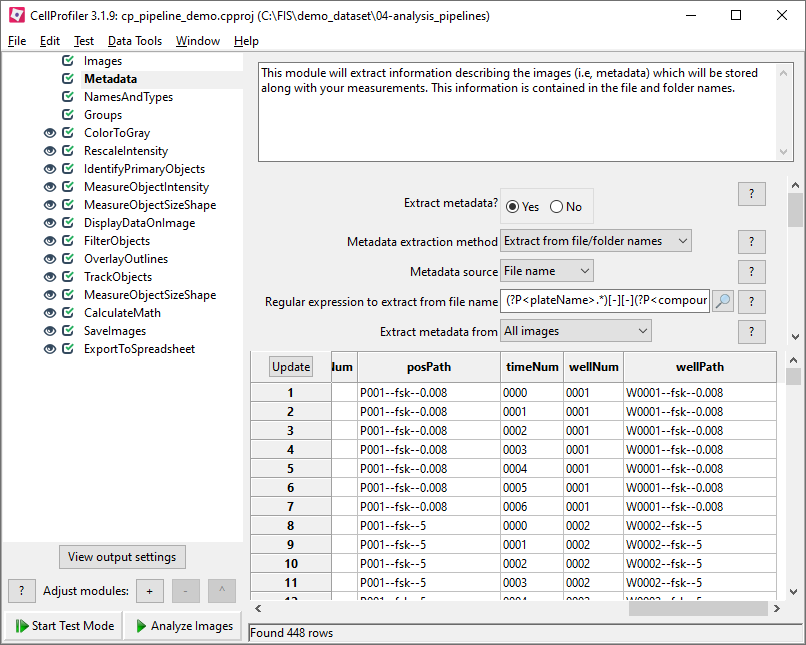 CellProfiler 3.1.9: cp_pipeline_demo.cpproj (C:\FIS\demo_dataset\04-analysis_pipelines)
File Edit Test Data Tools Window Help
Images
Metadata
NamesAndTypes
Groups
ColorToGray
RescaleIntensity
IdentifyPrimaryObjects
MeasureObjectIntensity
MeasureObjectSizeShape
DisplayDataOnImage
FilterObjects
OverlayOutlines
TrackObjects
MeasureObjectSizeShape
CalculateMath
SaveImages
ExportToSpreadsheet
View output settings
? Adjust modules: + - ^
Start Test Mode Analyze Images
This module will extract information describing the images (i.e, metadata) which will be stored
along with your measurements. This information is contained in the file and folder names.
Extract metadata? Yes No ?
Metadata extraction method Extract from file/folder names ?
Metadata source File name ?
Regular expression to extract from file name (?P<plateName>.*)[-][-](?P<compour ?
Extract metadata from All images ?
Update posPath timeNum wellNum wellPath
1 P001--fsk--0.008 0000 0001 W0001--fsk--0.008
2 P001--fsk--0.008 0001 0001 W0001--fsk--0.008
3 P001--fsk--0.008 0002 0001 W0001--fsk--0.008
4 P001--fsk--0.008 0003 0001 W0001--fsk--0.008
5 P001--fsk--0.008 0004 0001 W0001--fsk--0.008
6 P001--fsk--0.008 0005 0001 W0001--fsk--0.008
7 P001--fsk--0.008 0006 0001 W0001--fsk--0.008
8 P001--fsk--5 0000 0002 W0002--fsk--5
9 P001--fsk--5 0001 0002 W0002--fsk--5
10 P001--fsk--5 0002 0002 W0002--fsk--5
11 P001--fsk--5 0003 0002 W0002--fsk--5
Found 448 rows